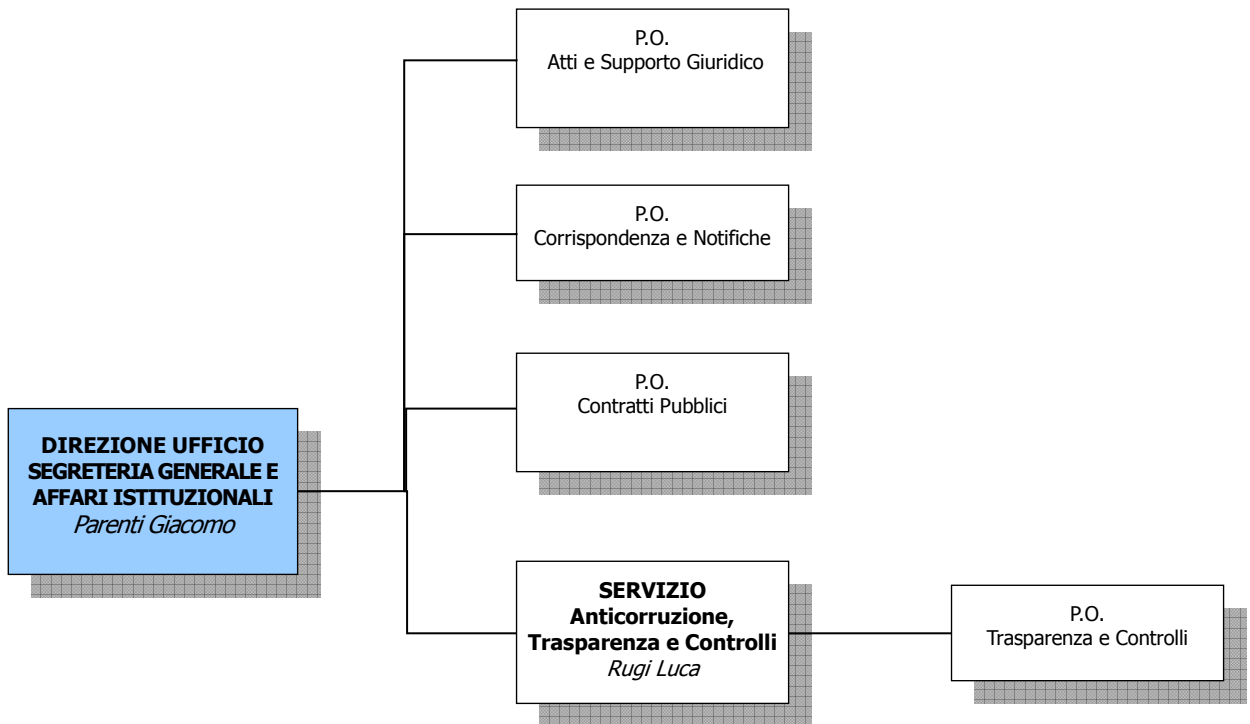 P.O.
Atti e Supporto Giuridico
P.O.
Corrispondenza e Notifiche
P.O.
Contratti Pubblici
DIREZIONE UFFICIO
SEGRETERIA GENERALE E
AFFARI ISTITUZIONALI
Parenti Giacomo
SERVIZIO
Anticorruzione,
Trasparenza e Controlli
Rugi Luca
P.O.
Trasparenza e Controlli